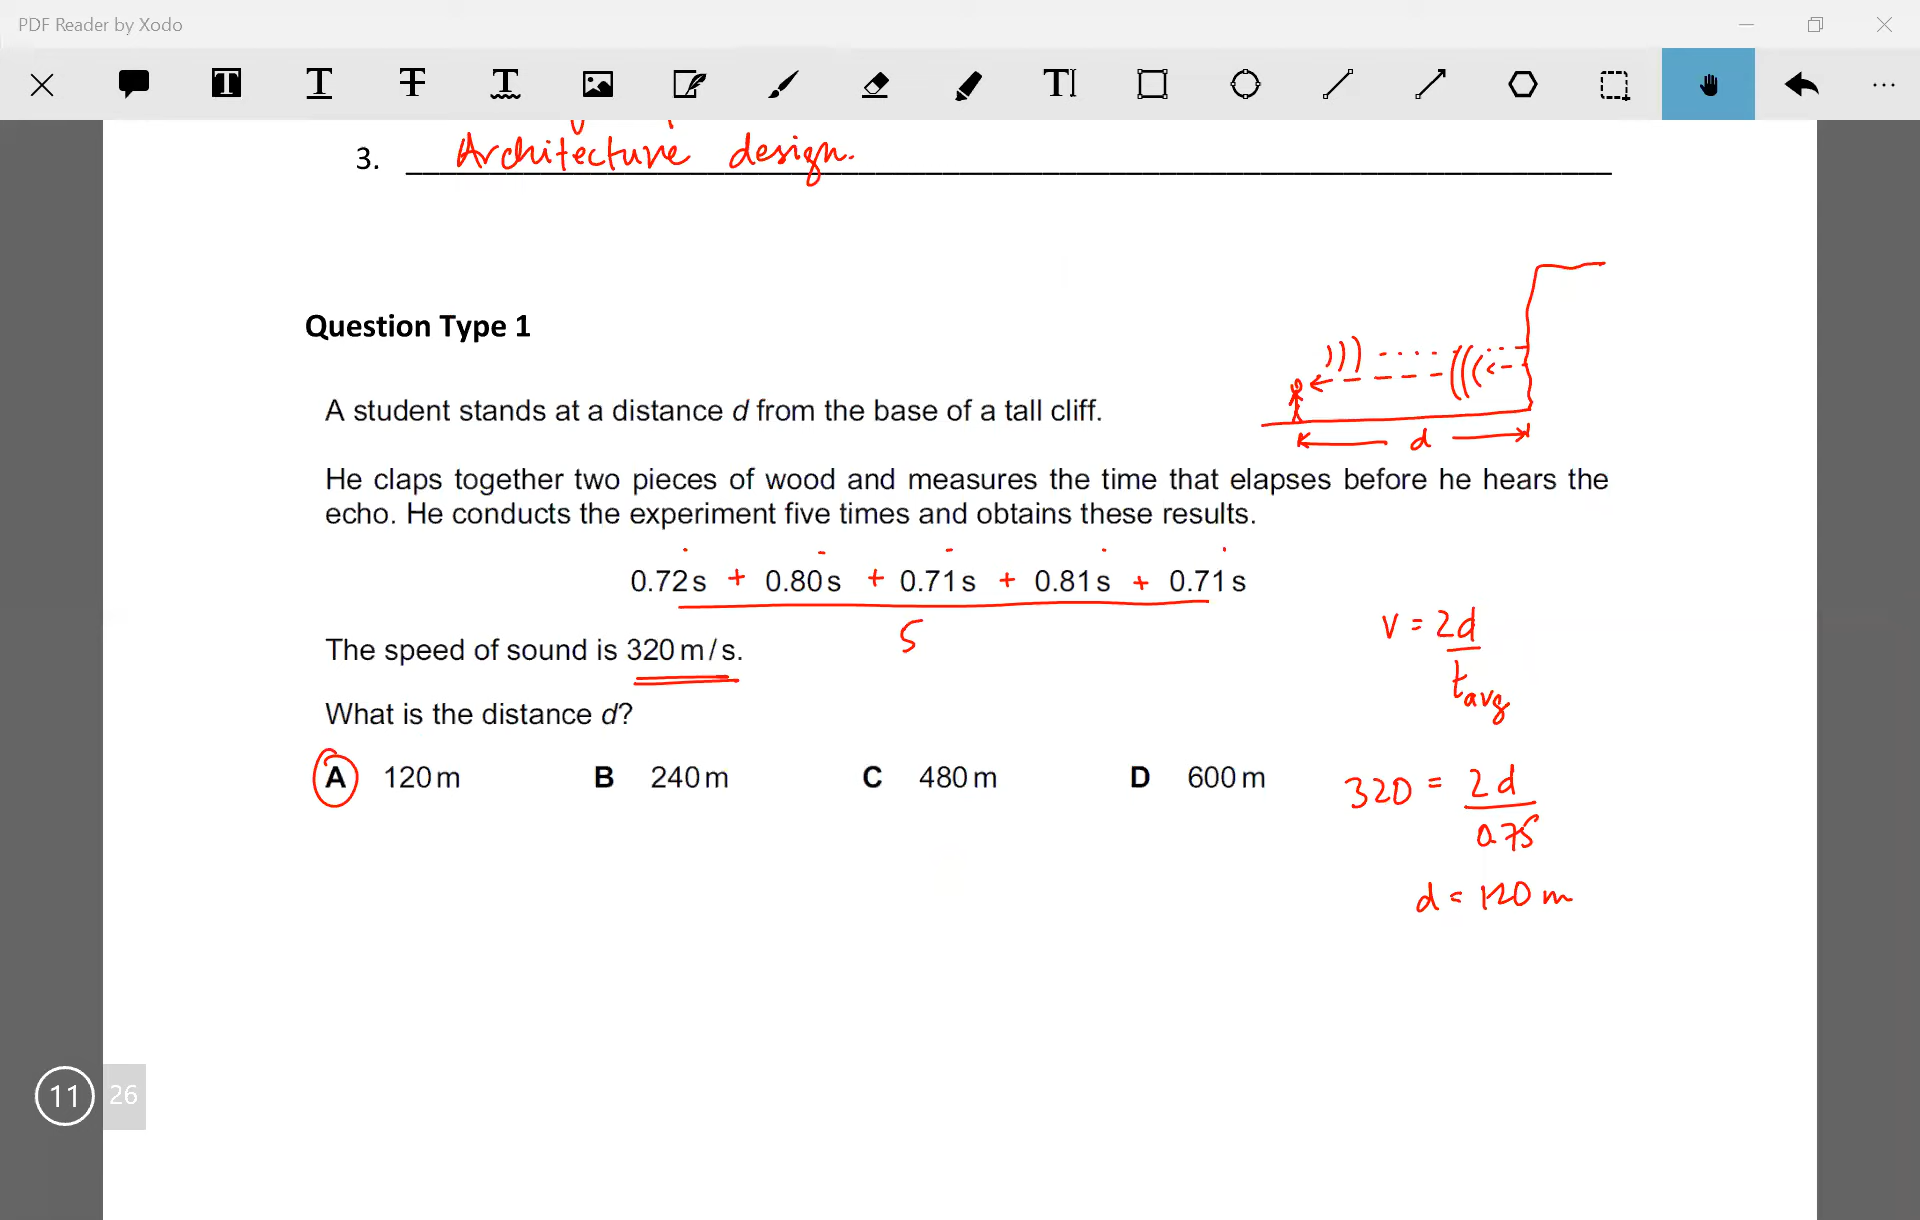 PDF Reader by Xodo
3. Architecture design.
Question Type 1
A student stands at a distance d from the base of a tall cliff.
d
He claps together two pieces of wood and measures the time that elapses before he hears the
echo. He conducts the experiment five times and obtains these results.
0.72 s + 0.80 s + 0.71 s + 0.81 s + 0.71 s
5
The speed of sound is 320 m / s.
What is the distance d?
A 120 m B 240 m C 480 m D 600 m
v = 2d
tavg
320 = 2d
0.75
d = 120 m
11 26